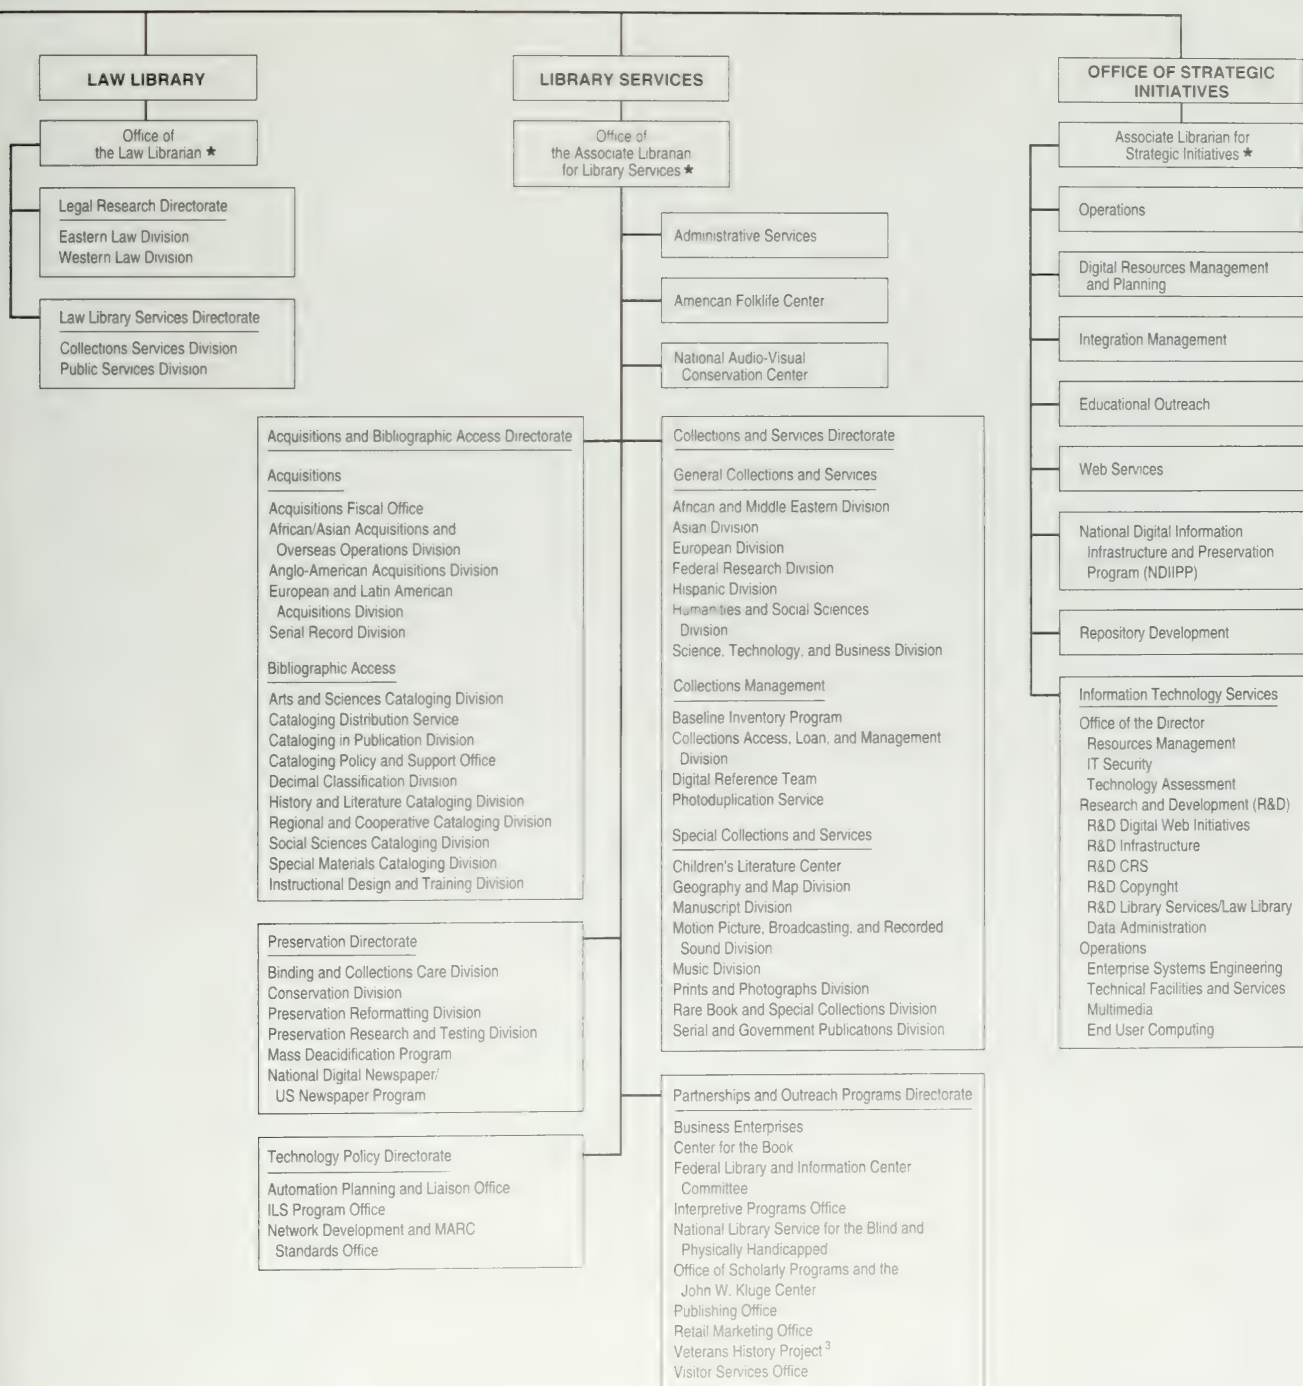 LAW LIBRARY
Office of
the Law Librarian ★
Legal Research Directorate
Eastern Law Division
Western Law Division
Law Library Services Directorate
Collections Services Division
Public Services Division
LIBRARY SERVICES
Office of
the Associate Librarian
for Library Services ★
Administrative Services
American Folklife Center
National Audio-Visual
Conservation Center
Acquisitions and Bibliographic Access Directorate
Acquisitions
Acquisitions Fiscal Office
African/Asian Acquisitions and
Overseas Operations Division
Anglo-American Acquisitions Division
European and Latin American
Acquisitions Division
Serial Record Division
Bibliographic Access
Arts and Sciences Cataloging Division
Cataloging Distribution Service
Cataloging in Publication Division
Cataloging Policy and Support Office
Decimal Classification Division
History and Literature Cataloging Division
Regional and Cooperative Cataloging Division
Social Sciences Cataloging Division
Special Materials Cataloging Division
Instructional Design and Training Division
Preservation Directorate
Binding and Collections Care Division
Conservation Division
Preservation Reformatting Division
Preservation Research and Testing Division
Mass Deacidification Program
National Digital Newspaper/
US Newspaper Program
Technology Policy Directorate
Automation Planning and Liaison Office
ILS Program Office
Network Development and MARC
Standards Office
Collections and Services Directorate
General Collections and Services
African and Middle Eastern Division
Asian Division
European Division
Federal Research Division
Hispanic Division
Humanities and Social Sciences
Division
Science, Technology, and Business Division
Collections Management
Baseline Inventory Program
Collections Access, Loan, and Management
Division
Digital Reference Team
Photoduplication Service
Special Collections and Services
Children's Literature Center
Geography and Map Division
Manuscript Division
Motion Picture, Broadcasting, and Recorded
Sound Division
Music Division
Prints and Photographs Division
Rare Book and Special Collections Division
Serial and Government Publications Division
Partnerships and Outreach Programs Directorate
Business Enterprises
Center for the Book
Federal Library and Information Center
Committee
Interpretive Programs Office
National Library Service for the Blind and
Physically Handicapped
Office of Scholarly Programs and the
John W. Kluge Center
Publishing Office
Retail Marketing Office
Veterans History Project ³
Visitor Services Office
OFFICE OF STRATEGIC
INITIATIVES
Associate Librarian for
Strategic Initiatives ★
Operations
Digital Resources Management
and Planning
Integration Management
Educational Outreach
Web Services
National Digital Information
Infrastructure and Preservation
Program (NDIIPP)
Repository Development
Information Technology Services
Office of the Director
Resources Management
IT Security
Technology Assessment
Research and Development (R&D)
R&D Digital Web Initiatives
R&D Infrastructure
R&D CRS
R&D Copyright
R&D Library Services/Law Library
Data Administration
Operations
Enterprise Systems Engineering
Technical Facilities and Services
Multimedia
End User Computing